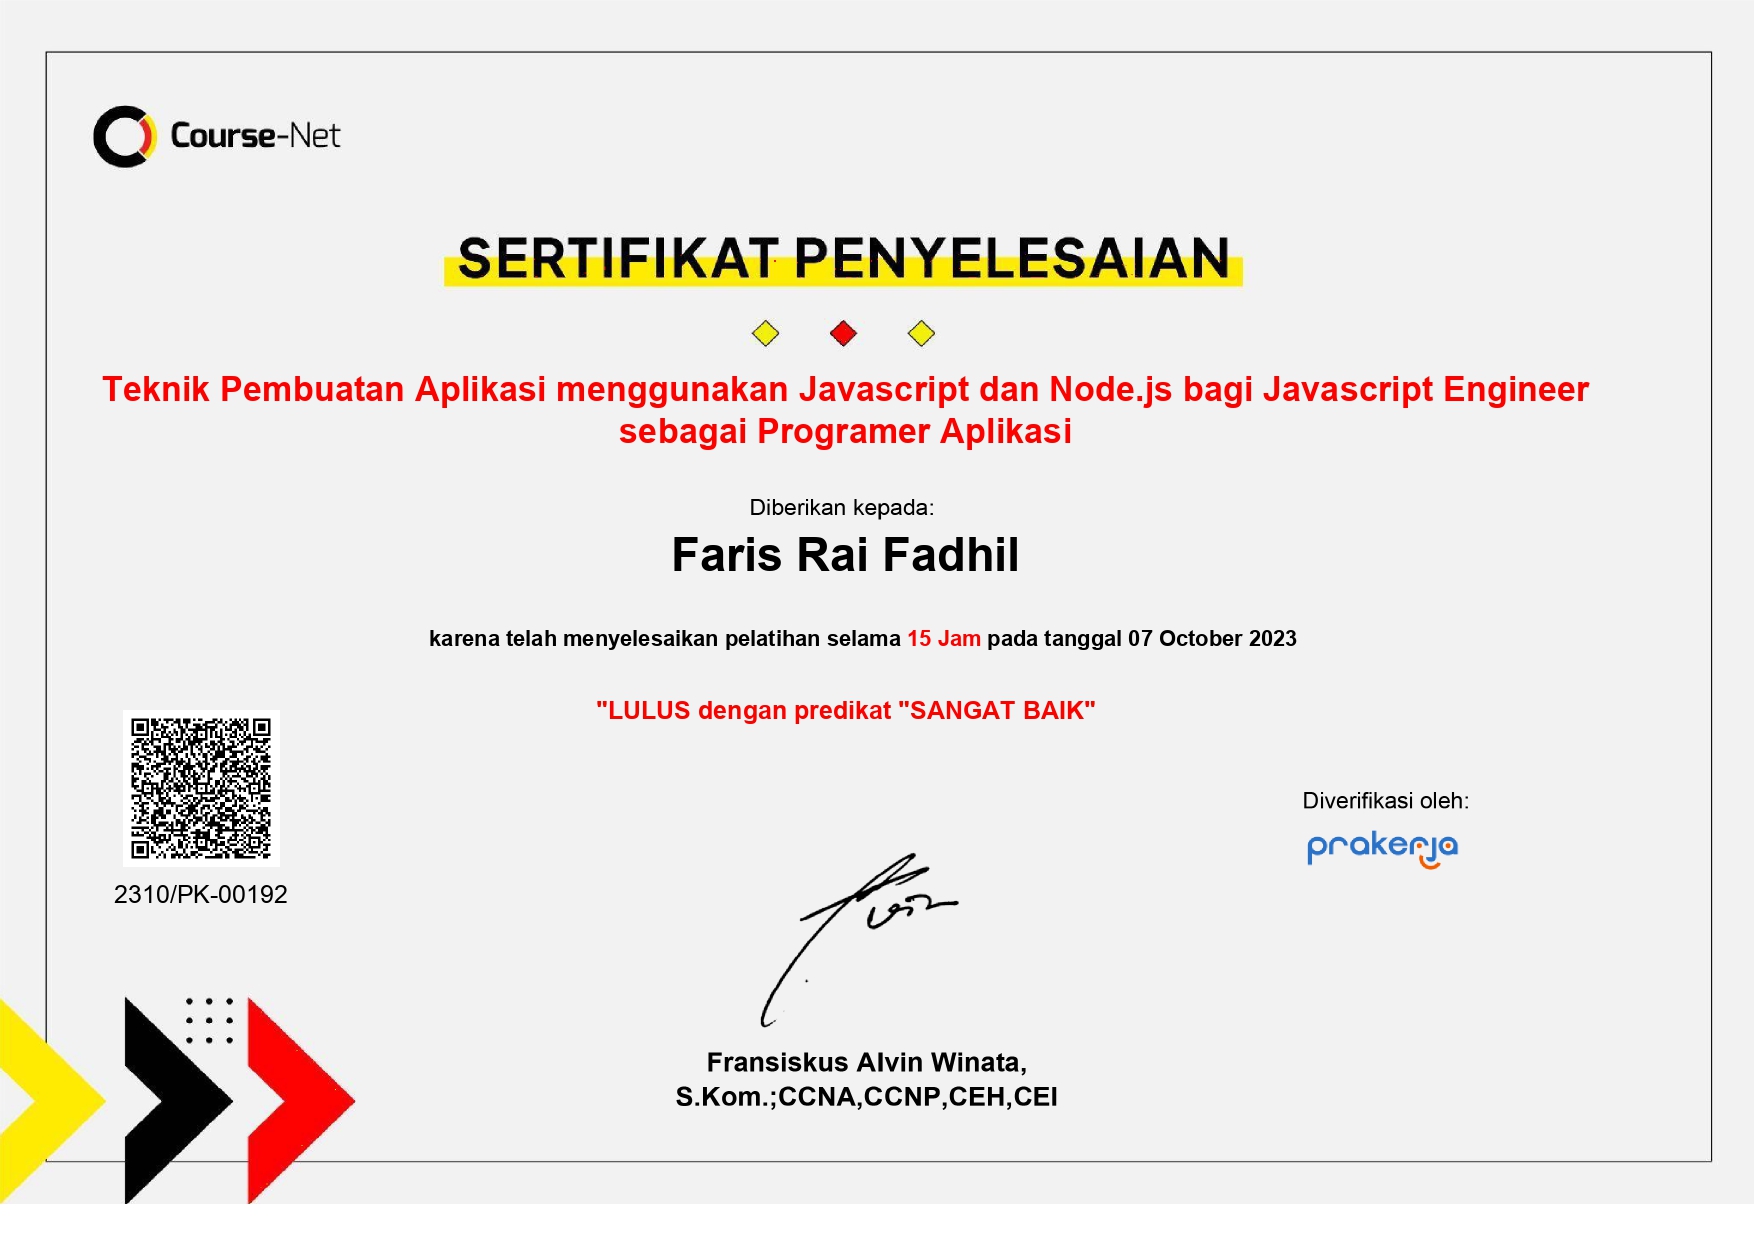 Course-Net
SERTIFIKAT PENYELESAIAN
Teknik Pembuatan Aplikasi menggunakan Javascript dan Node.js bagi Javascript Engineer
sebagai Programer Aplikasi
Diberikan kepada:
Faris Rai Fadhil
karena telah menyelesaikan pelatihan selama 15 Jam pada tanggal 07 October 2023
"LULUS dengan predikat "SANGAT BAIK"
2310/PK-00192
Diverifikasi oleh:
prakerja
Fransiskus Alvin Winata,
S.Kom.;CCNA,CCNP,CEH,CEI